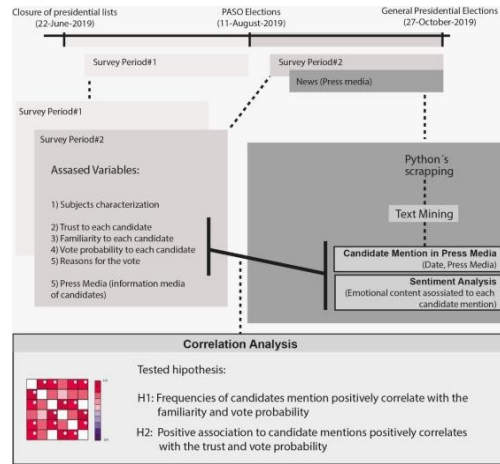 Closure of presidential lists
(22-June-2019)
PASO Elections
(11-August-2019)
General Presidential Elections
(27-October-2019)
Survey Period#1
Survey Period#2
News (Press media)
Survey Period#1
Survey Period#2
Assased Variables:
1) Subjects characterization
2) Trust to each candidate
3) Familiarity to each candidate
4) Vote probability to each candidate
5) Reasons for the vote
5) Press Media (information media
of candidates)
Python´s
scrapping
Text Mining
Candidate Mention in Press Media
(Date, Press Media)
Sentiment Analysis
(Emotional content asossiated to each
candidate mention)
Correlation Analysis
Tested hipothesis:
H1: Frequencies of candidates mention positively correlate with the
familiarity and vote probability
H2: Positive association to candidate mentions positively correlates
with the trust and vote probability